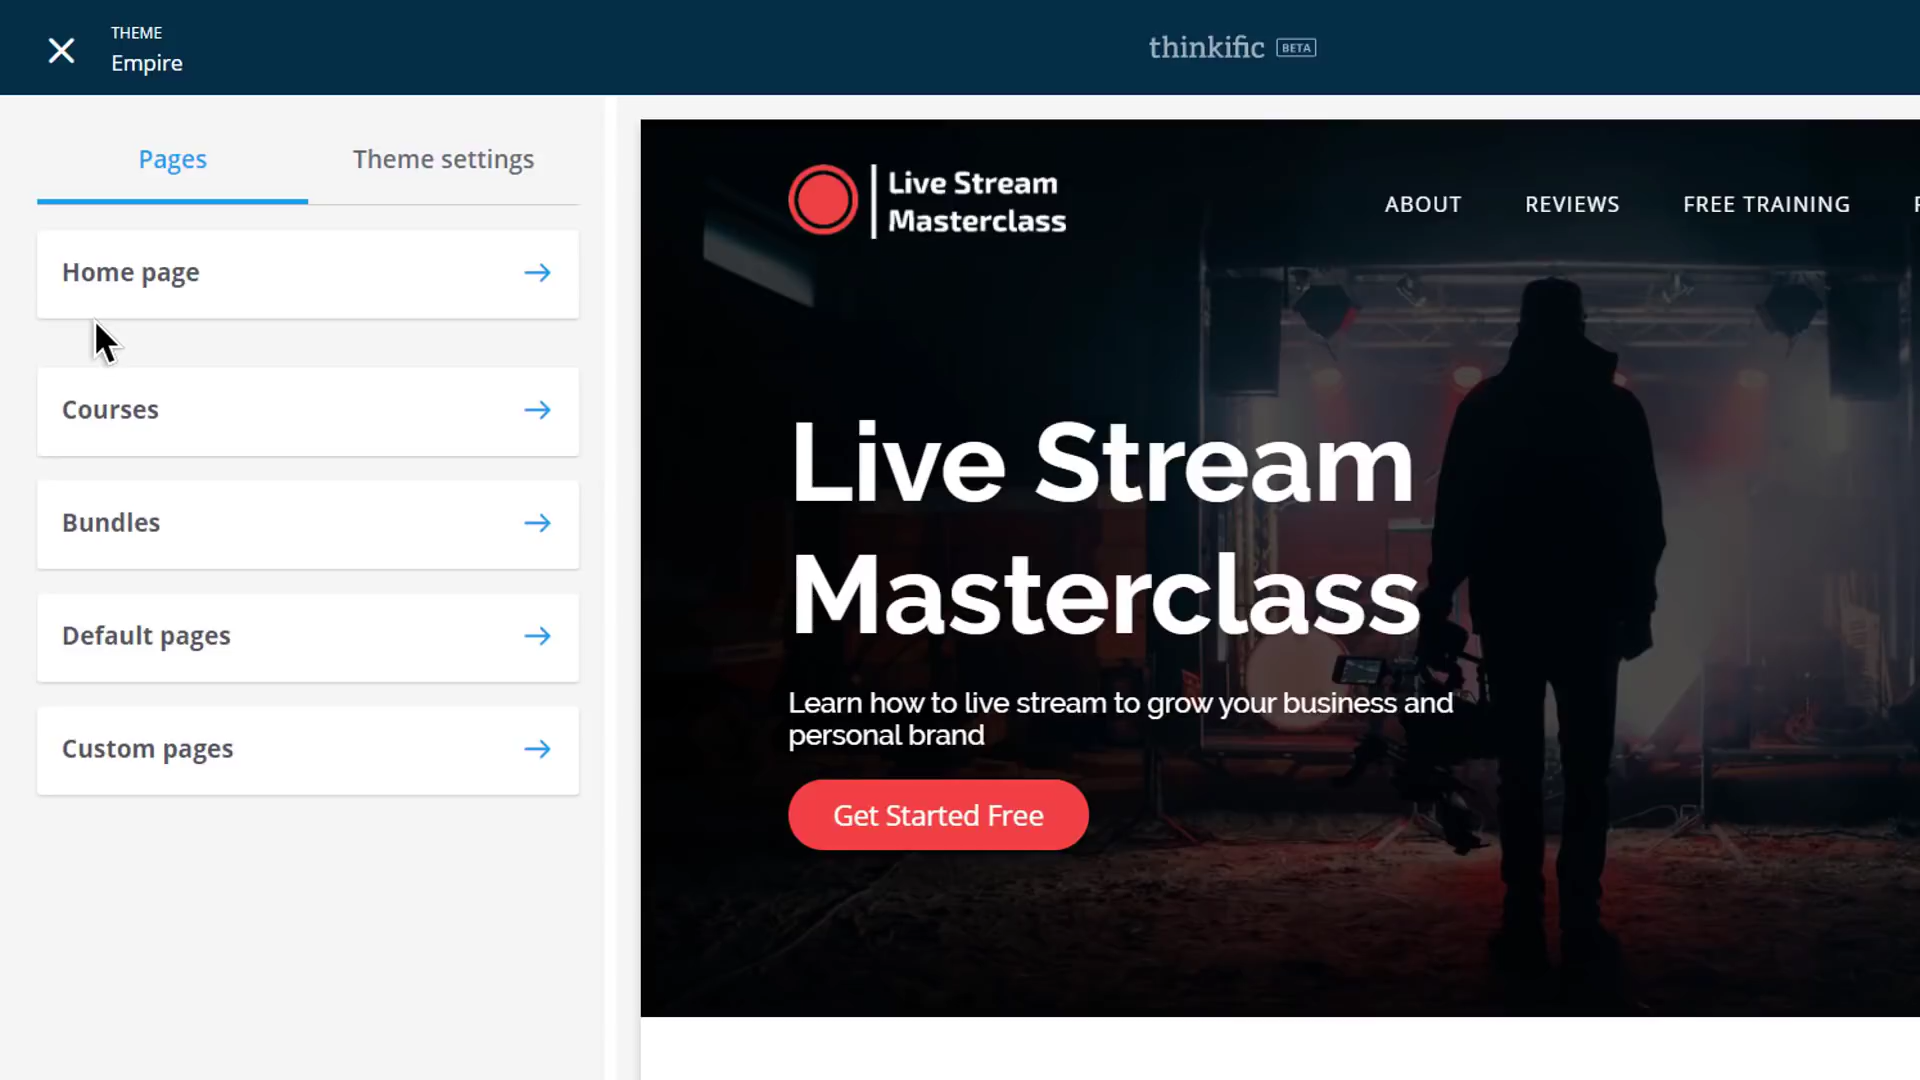 THEME
Empire
thinkific BETA
Pages
Theme settings
Home page
Courses
Bundles
Default pages
Custom pages
Live Stream
Masterclass
ABOUT
REVIEWS
FREE TRAINING
Live Stream
Masterclass
Learn how to live stream to grow your business and
personal brand
Get Started Free